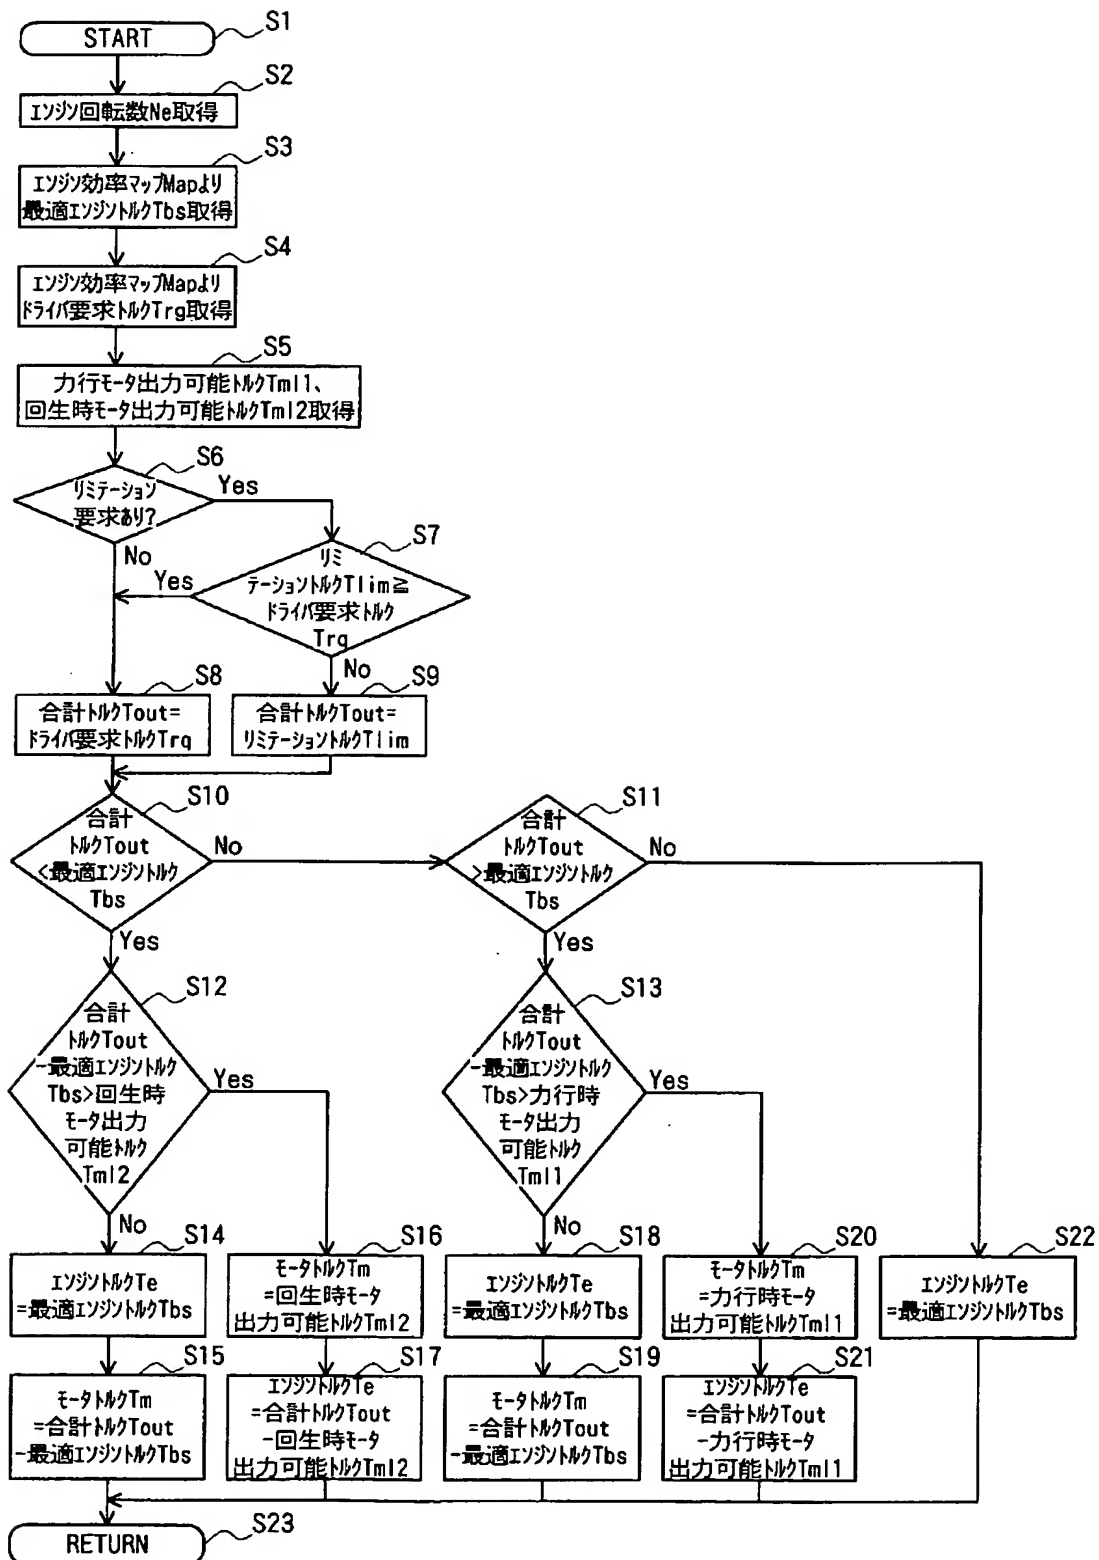 START
S1
S2
エンジン回転数Ne取得
S3
エンジン効率マップMapより
最適エンジントルクTbs取得
S4
エンジン効率マップMapより
ドライバ要求トルクTrg取得
S5
力行モータ出力可能トルクTml1、
回生時モータ出力可能トルクTml2取得
S6
リミテーション
要求あり?
Yes
No
S7
リミ
テーショントルクTlim≧
ドライバ要求トルク
Trq
Yes
No
S8
合計トルクTout=
ドライバ要求トルクTrq
S9
合計トルクTout=
リミテーショントルクTlim
S10
合計
トルクTout
<最適エンジントルク
Tbs
No
Yes
S11
合計
トルクTout
>最適エンジントルク
Tbs
No
Yes
S12
合計
トルクTout
-最適エンジントルク
Tbs>回生時
モータ出力
可能トルク
Tml2
Yes
No
S13
合計
トルクTout
-最適エンジントルク
Tbs>力行時
モータ出力
可能トルク
Tml1
Yes
No
S14
エンジントルクTe
=最適エンジントルクTbs
S16
モータトルクTm
=回生時モータ
出力可能トルクTml2
S18
エンジントルクTe
=最適エンジントルクTbs
S20
モータトルクTm
=力行時モータ
出力可能トルクTml1
S22
エンジントルクTe
=最適エンジントルクTbs
S15
モータトルクTm
=合計トルクTout
-最適エンジントルクTbs
S17
エンジントルクTe
=合計トルクTout
-回生時モータ
出力可能トルクTml2
S19
モータトルクTm
=合計トルクTout
-最適エンジントルクTbs
S21
エンジントルクTe
=合計トルクTout
-力行時モータ
出力可能トルクTml1
RETURN
S23